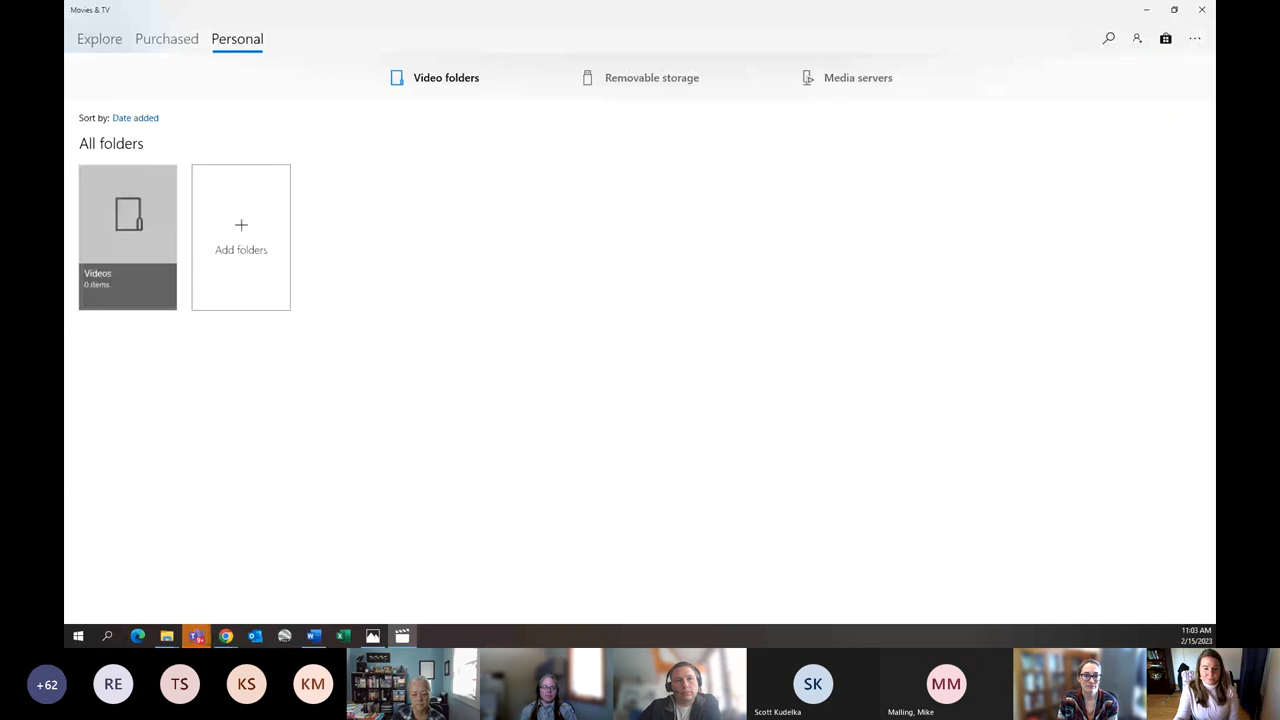 Movies & TV
Explore Purchased Personal
Video folders Removable storage Media servers
Sort by: Date added
All folders
Videos
0 items
+
Add folders
9+
11:03 AM
2/15/2023
+62 RE TS KS KM SK MM
Scott Kudelka Malling, Mike